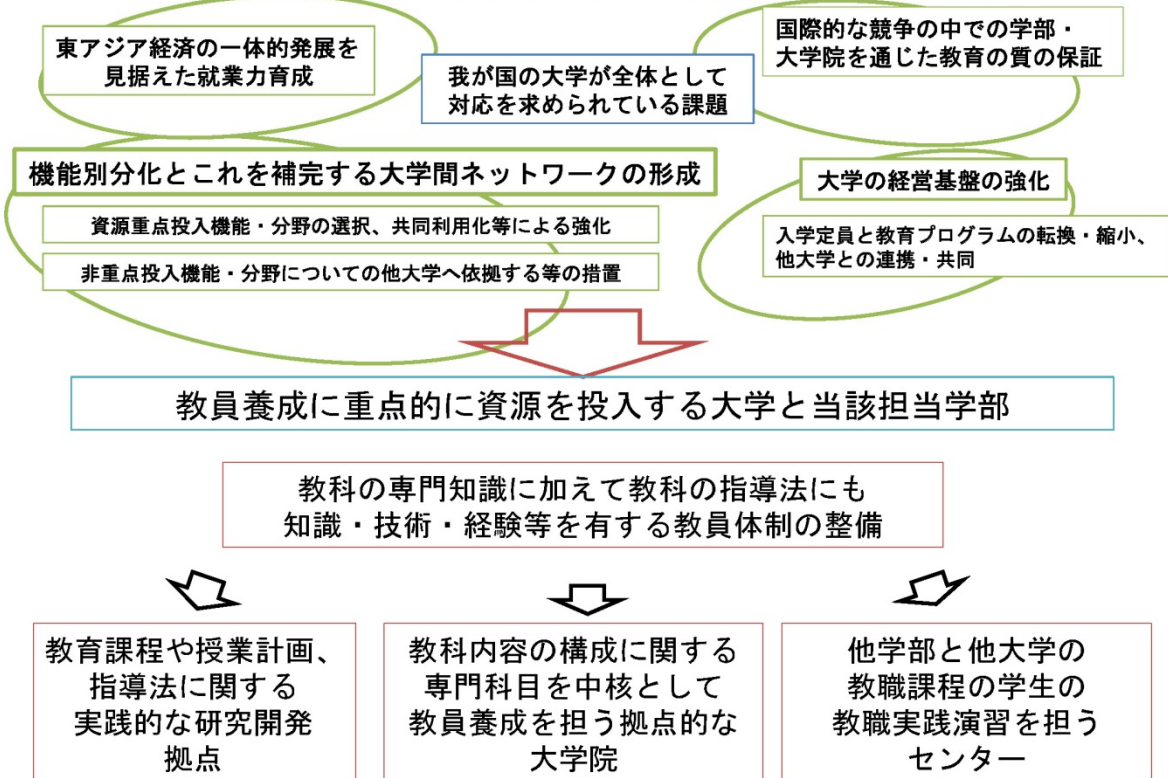 東アジア経済の一体的発展を
見据えた就業力育成
我が国の大学が全体として
対応を求められている課題
国際的な競争の中での学部・
大学院を通じた教育の質の保証
機能別分化とこれを補完する大学間ネットワークの形成
資源重点投入機能・分野の選択、共同利用化等による強化
非重点投入機能・分野についての他大学へ依拠する等の措置
大学の経営基盤の強化
入学定員と教育プログラムの転換・縮小、
他大学との連携・共同
教員養成に重点的に資源を投入する大学と当該担当学部
教科の専門知識に加えて教科の指導法にも
知識・技術・経験等を有する教員体制の整備
教育課程や授業計画、
指導法に関する
実践的な研究開発
拠点
教科内容の構成に関する
専門科目を中核として
教員養成を担う拠点的な
大学院
他学部と他大学の
教職課程の学生の
教職実践演習を担う
センター